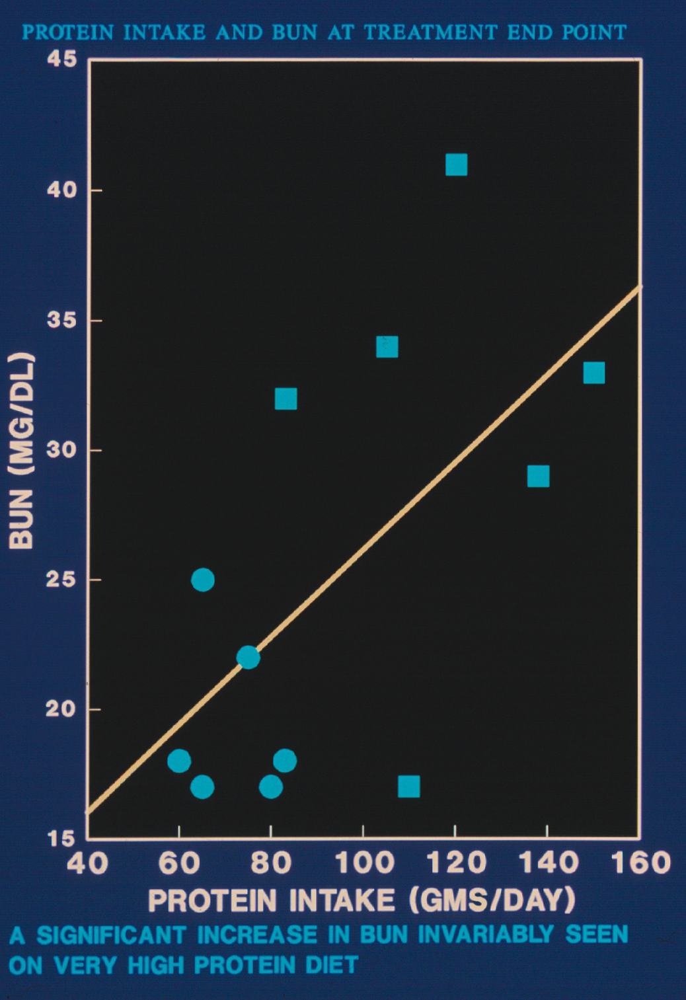 PROTEIN INTAKE AND BUN AT TREATMENT END POINT
45
40
35
30
25
20
15
BUN (MG/DL)
40 60 80 100 120 140 160
PROTEIN INTAKE (GMS/DAY)
A SIGNIFICANT INCREASE IN BUN INVARIABLY SEEN
ON VERY HIGH PROTEIN DIET